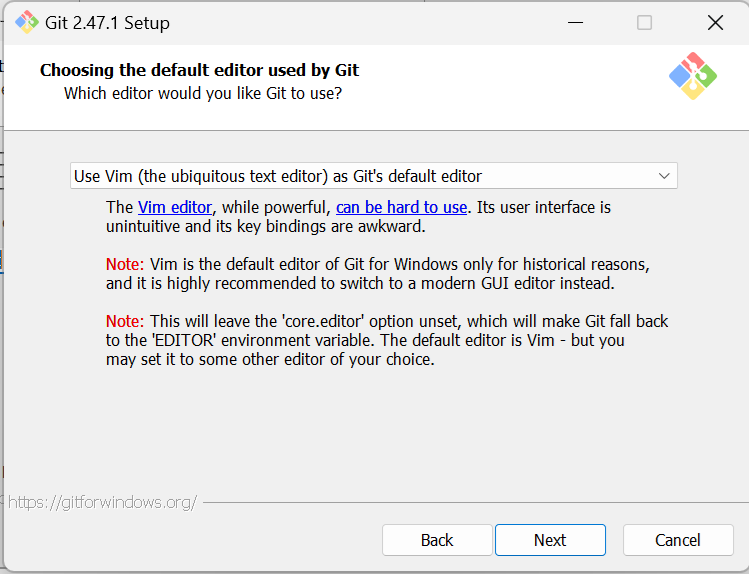 Git 2.47.1 Setup
Choosing the default editor used by Git
Which editor would you like Git to use?
Use Vim (the ubiquitous text editor) as Git's default editor
The Vim editor, while powerful, can be hard to use. Its user interface is
unintuitive and its key bindings are awkward.
Note: Vim is the default editor of Git for Windows only for historical reasons,
and it is highly recommended to switch to a modern GUI editor instead.
Note: This will leave the 'core.editor' option unset, which will make Git fall back
to the 'EDITOR' environment variable. The default editor is Vim - but you
may set it to some other editor of your choice.
https://gitforwindows.org/
Back
Next
Cancel